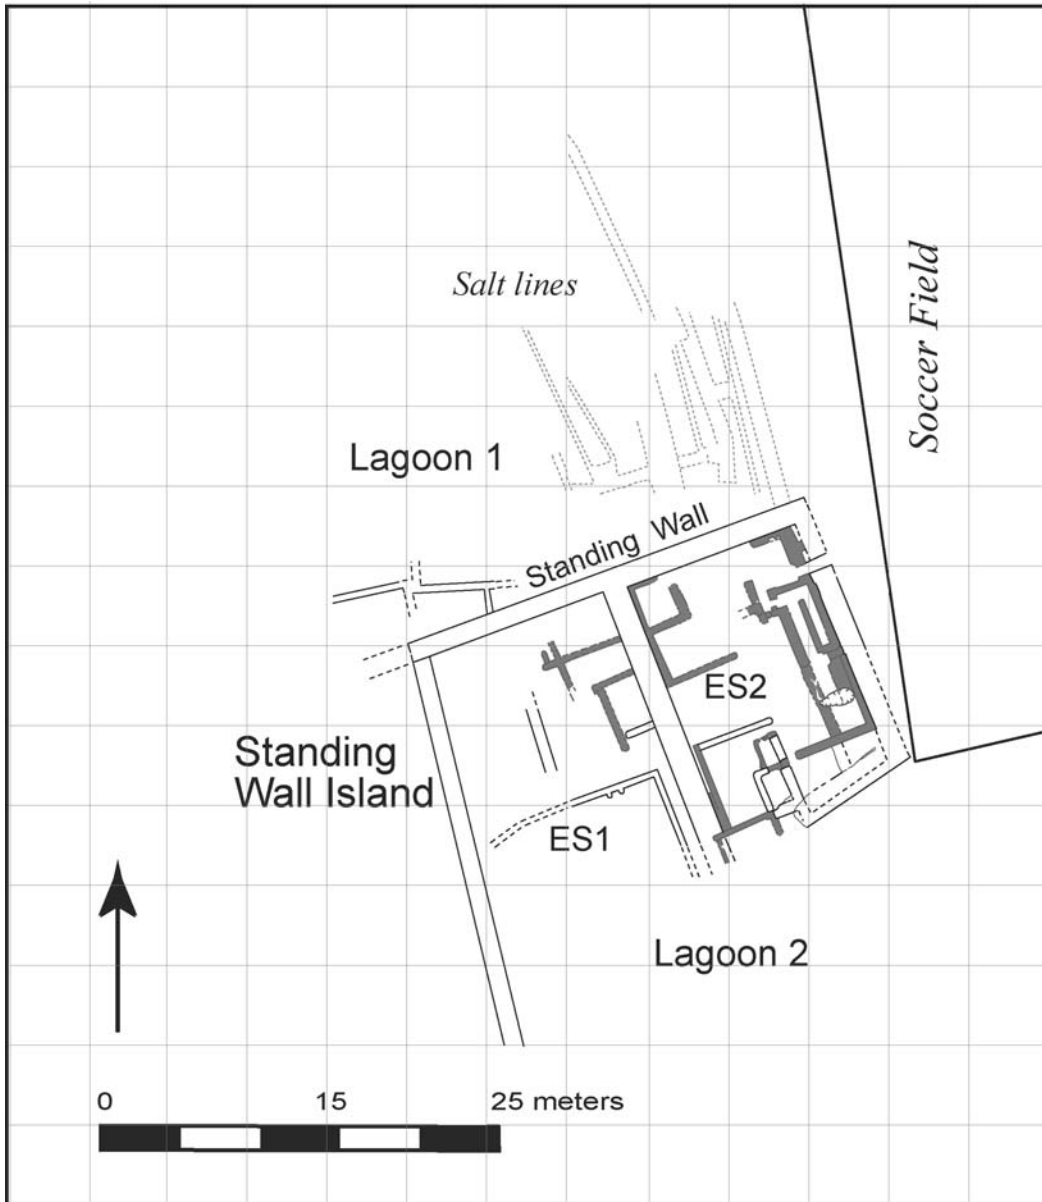 Salt lines
Soccer Field
Lagoon 1
Standing Wall
ES2
Standing
Wall Island
ES1
Lagoon 2
0 15 25 meters